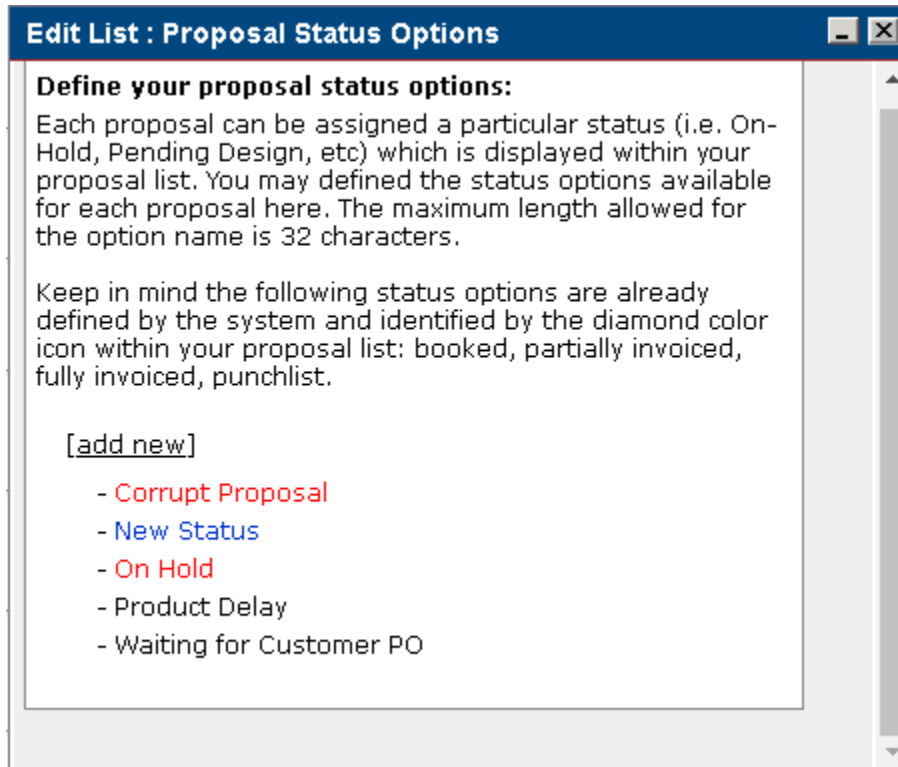 Edit List : Proposal Status Options
Define your proposal status options:
Each proposal can be assigned a particular status (i.e. On-
Hold, Pending Design, etc) which is displayed within your
proposal list. You may defined the status options available
for each proposal here. The maximum length allowed for
the option name is 32 characters.
Keep in mind the following status options are already
defined by the system and identified by the diamond color
icon within your proposal list: booked, partially invoiced,
fully invoiced, punchlist.
[add new]
- Corrupt Proposal
- New Status
- On Hold
- Product Delay
- Waiting for Customer PO